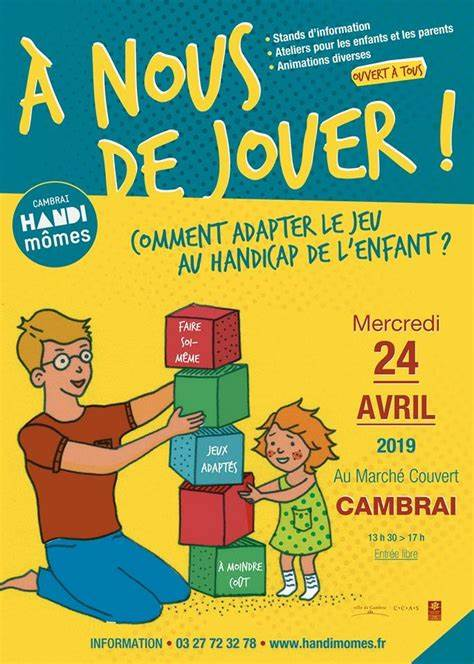 À NOUS
DE JOUER !
• Stands d'information
• Ateliers pour les enfants et les parents
• Animations diverses
OUVERT À TOUS
CAMBRAI
HANDI
mômes
COMMENT ADAPTER LE JEU
AU HANDICAP DE L'ENFANT ?
FAIRE
SOI-
MÊME
JEUX
ADAPTÉS
À MOINDRE
COÛT
Mercredi
24
AVRIL
2019
Au Marché Couvert
CAMBRAI
13 h 30 > 17 h
Entrée libre
ville de Cambrai
C•C•A•S
INFORMATION • 03 27 72 32 78 • www.handimomes.fr